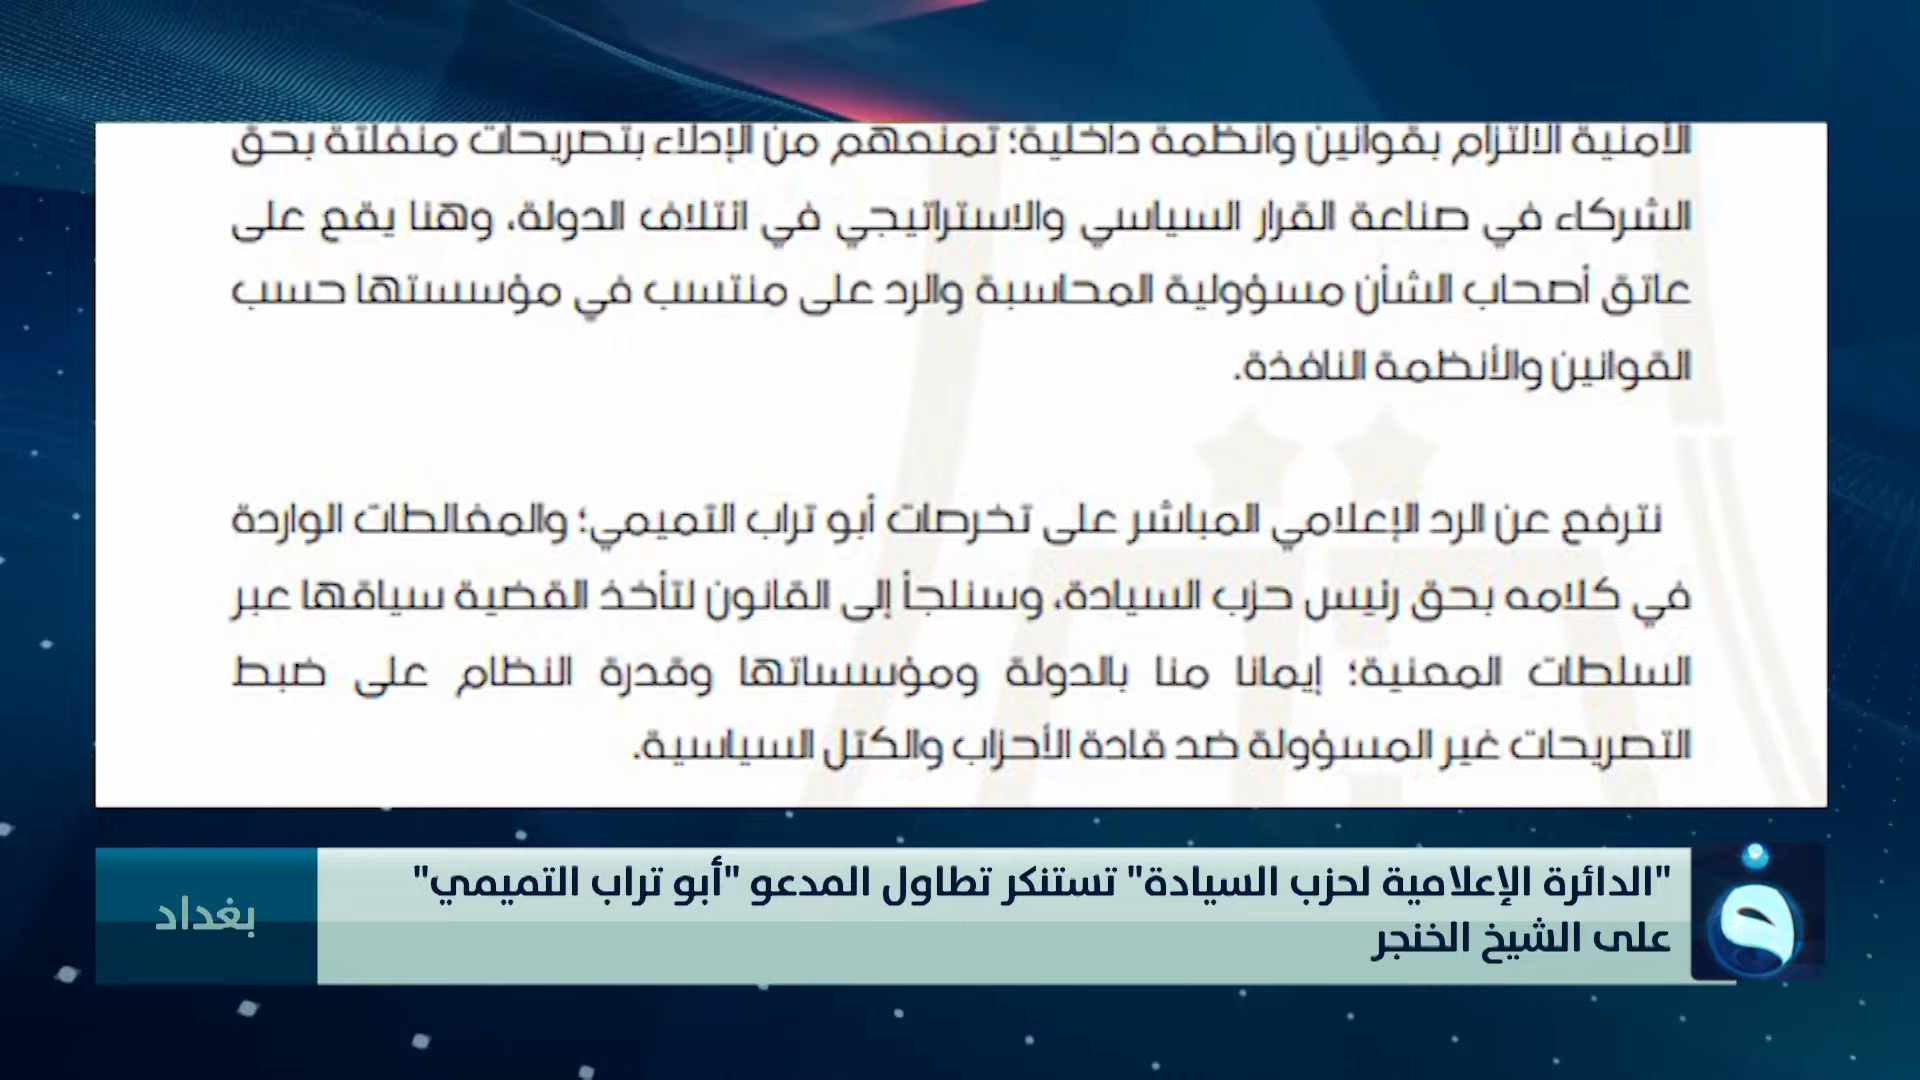 الأمنية الالتزام بقوانين وأنظمة داخلية؛ تمنعهم من الإدلاء بتصريحات منفلتة بحق
الشركاء في صناعة القرار السياسي والاستراتيجي في ائتلاف الدولة، وهنا يقع على
عاتق أصحاب الشأن مسؤولية المحاسبة والرد على منتسب في مؤسستها حسب
القوانين والأنظمة النافذة.
نترفع عن الرد الإعلامي المباشر على تخرصات أبو تراب التميمي؛ والمغالطات الواردة
في كلامه بحق رئيس حزب السيادة، وسنلجأ إلى القانون لتأخذ القضية سياقها عبر
السلطات المعنية؛ إيمانا منا بالدولة ومؤسساتها وقدرة النظام على ضبط
التصريحات غير المسؤولة ضد قادة الأحزاب والكتل السياسية.
"الدائرة الإعلامية لحزب السيادة" تستنكر تطاول المدعو "أبو تراب التميمي"
على الشيخ الخنجر
بغداد